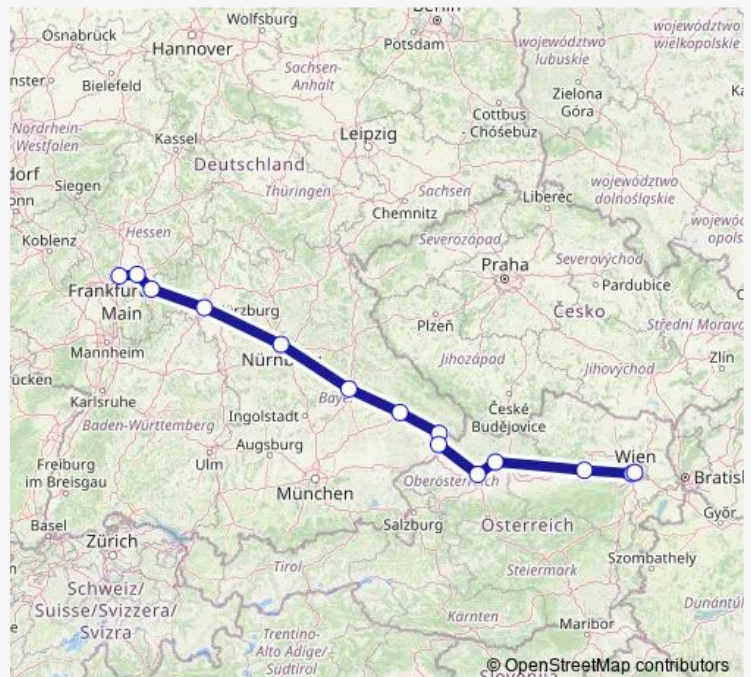 Berlin
Wolfsburg
Osnabrück
Hannover
Potsdam
województwo
wielkopolskie
województwo
lubuskie
Sachsen-
Anhalt
Bielefeld
Zielona
Góra
Cottbus
- Chóśebuz
Nordrhein-
Westfalen
Kassel
Leipzig
Deutschland
Siegen
Thüringen
Sachsen
województwo
dolnośląskie
Liberec
Chemnitz
Koblenz
Hessen
Severozápad
Severovýchod
Praha
Pardubice
Frankfur
Main
Würzburg
Česko
Plzeň
Střední Morava
Mannheim
Nürnb
Jihozápad
Jihovýchod
Zlín
Karlsruhe
Baye
Ingolstadt
České
Budějovice
Baden-Württemberg
Augsburg
Wien
Freiburg
im Breisgau
Ulm
Oberösterreich
Bratisl
München
Győr
Basel
Salzburg
Österreich
Zürich
Szombathely
Tirol
Steiermark
Schweiz/
Suisse/Svizzera/
Svizra
Kärnten
Dunántúl
Maribor
Trentino-
Alto Adige/-
Südtirol
© OpenStreetMap contributors